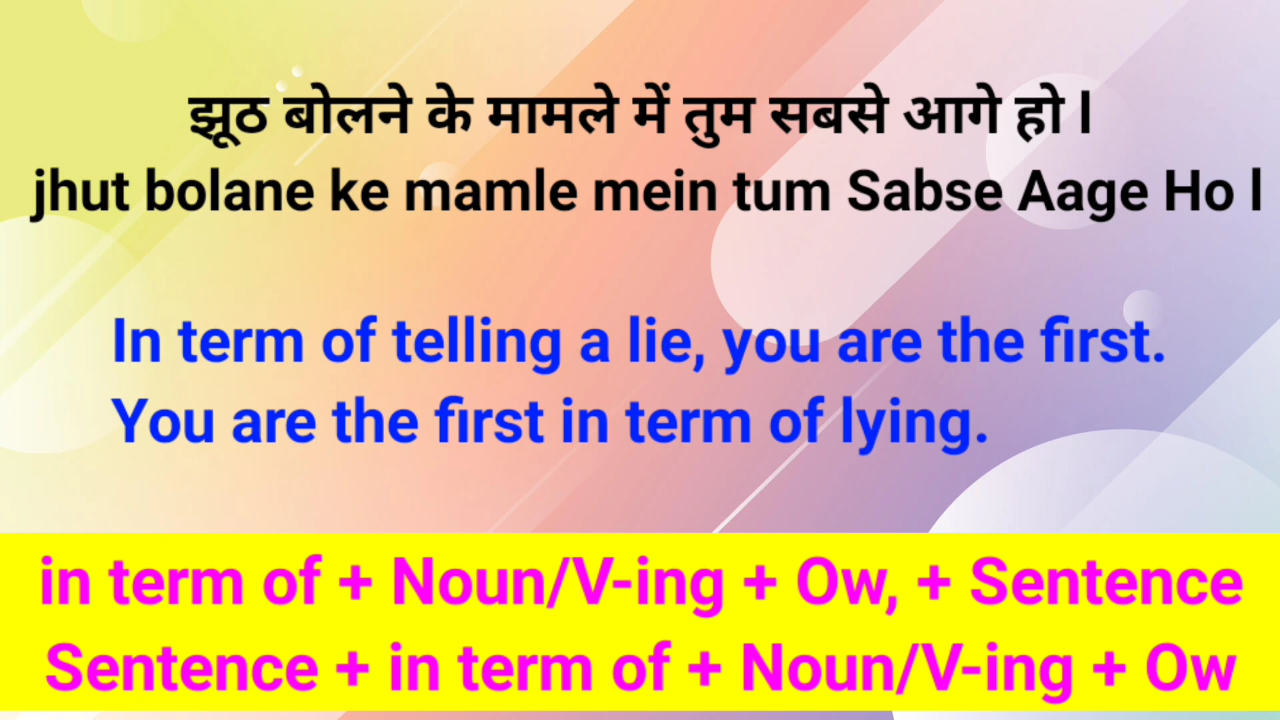 झूठ बोलने के मामले में तुम सबसे आगे हो l
jhut bolane ke mamle mein tum Sabse Aage Ho l
In term of telling a lie, you are the first.
You are the first in term of lying.
in term of + Noun/V-ing + Ow, + Sentence
Sentence + in term of + Noun/V-ing + Ow